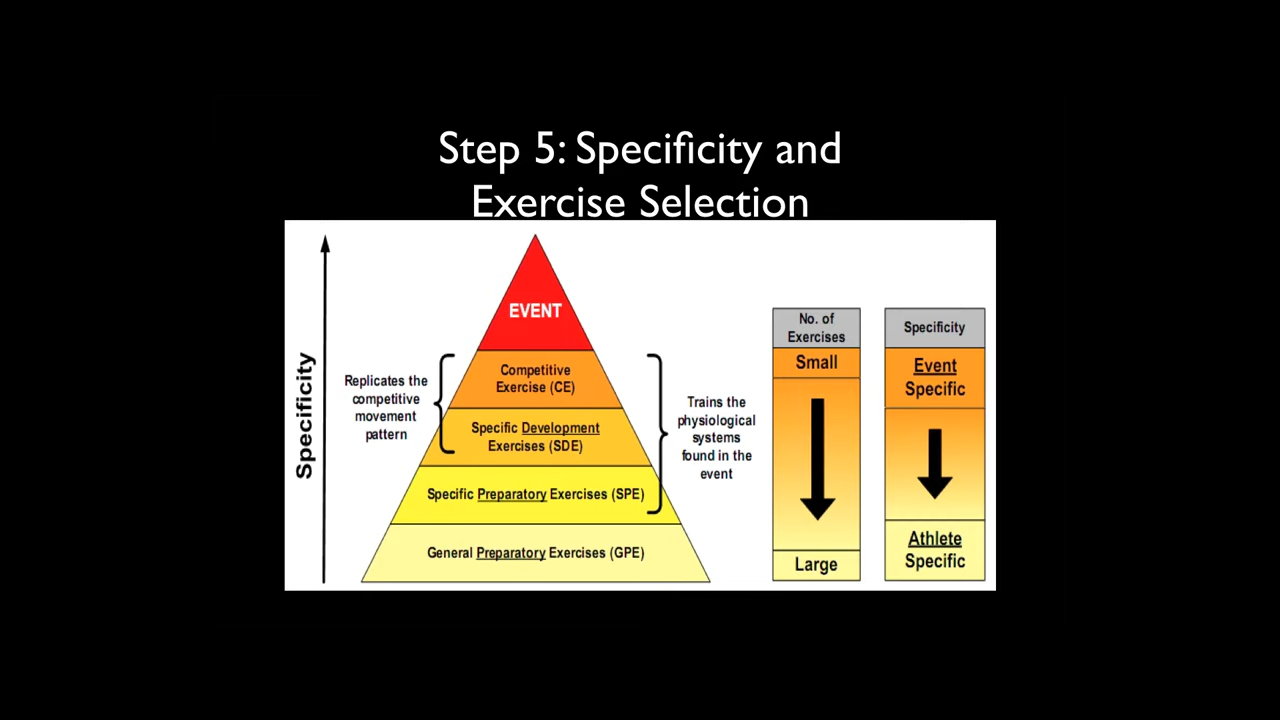 Step 5: Specificity and
Exercise Selection
Specificity
EVENT
Competitive
Exercise (CE)
Specific Development
Exercises (SDE)
Specific Preparatory Exercises (SPE)
General Preparatory Exercises (GPE)
Replicates the
competitive
movement
pattern
Trains the
physiological
systems
found in the
event
No. of
Exercises
Small
Large
Specificity
Event
Specific
Athlete
Specific